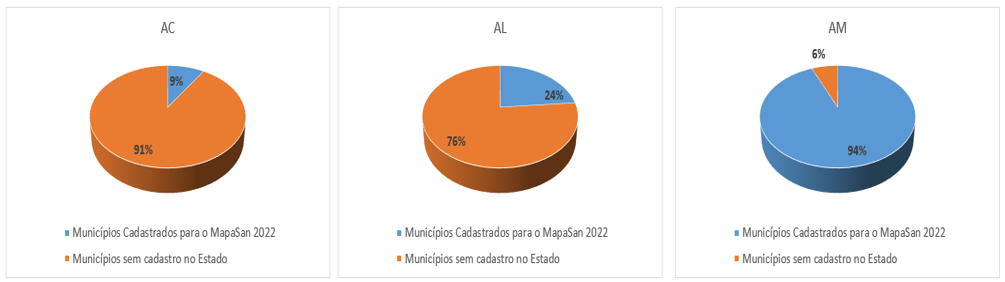 AC
9%
91%
Municípios Cadastrados para o MapaSan 2022
Municípios sem cadastro no Estado
AL
24%
76%
Municípios Cadastrados para o MapaSan 2022
Municípios sem cadastro no Estado
AM
6%
94%
Municípios Cadastrados para o MapaSan 2022
Municípios sem cadastro no Estado